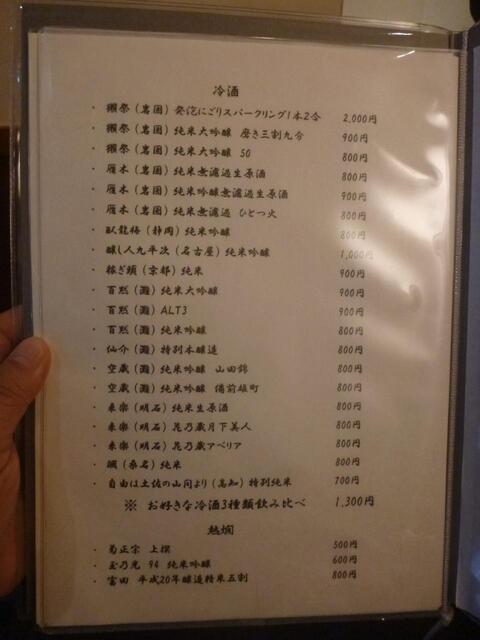 冷酒
・ 獺祭（岩国）発泡にごりスパークリング1本2合 2,000円
・ 獺祭（岩国）純米大吟醸 磨き三割九分 900円
・ 獺祭（岩国）純米大吟醸 50 800円
・ 雁木（岩国）純米無濾過生原酒 800円
・ 雁木（岩国）純米吟醸無濾過生原酒 900円
・ 雁木（岩国）純米無濾過 ひとつ火 800円
・ 臥龍梅（静岡）純米吟醸 800円
・ 醸し人九平次（名古屋）純米吟醸 1,000円
・ 稼ぎ頭（京都）純米 900円
・ 百黙（灘）純米大吟醸 900円
・ 百黙（灘）ALT3 900円
・ 百黙（灘）純米吟醸 800円
・ 仙介（灘）特別本醸造 800円
・ 空蔵（灘）純米吟醸 山田錦 800円
・ 空蔵（灘）純米吟醸 備前雄町 800円
・ 来楽（明石）純米生原酒 800円
・ 来楽（明石）花乃蔵月下美人 800円
・ 来楽（明石）花乃蔵アベリア 800円
・ 颯（桑名）純米 800円
・ 自由は土佐の山間より（高知）特別純米 700円
※ お好きな冷酒3種類飲み比べ 1,300円
熱燗
・ 菊正宗 上撰 500円
・ 玉乃光 94 純米吟醸 600円
・ 富田 平成20年醸造精米五割 800円